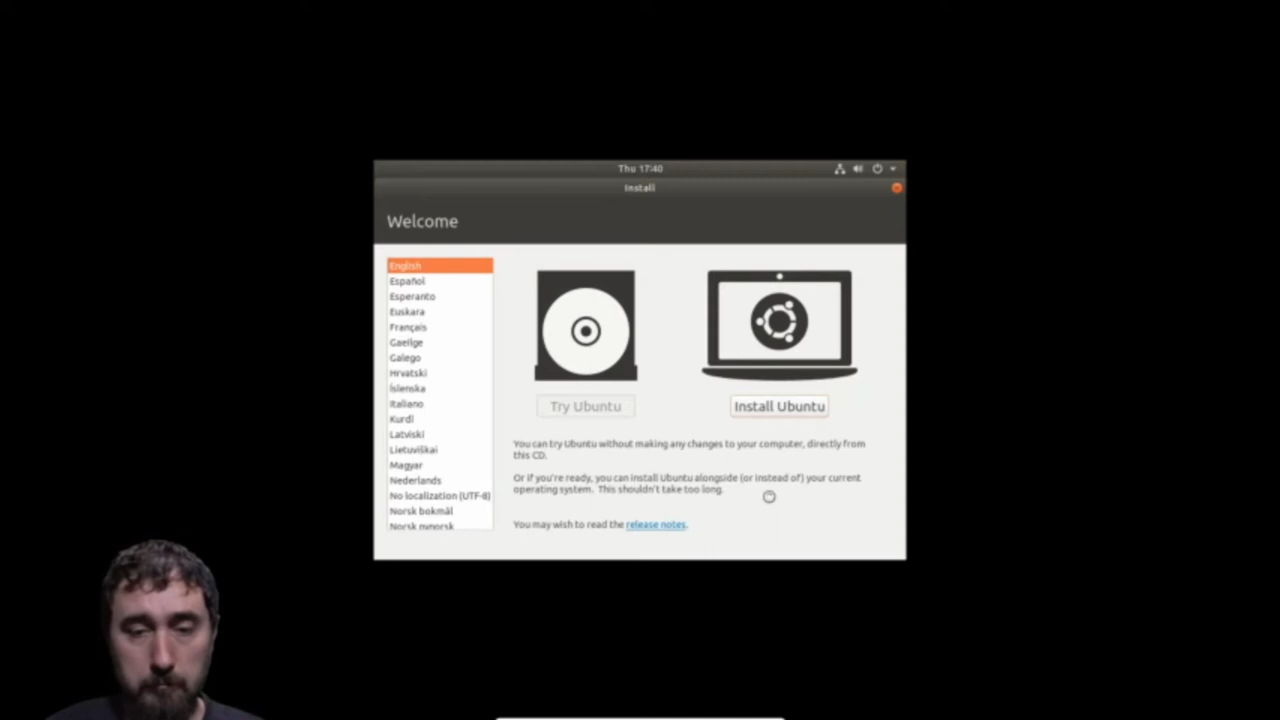 Thu 17:40
Install
Welcome
English
Español
Esperanto
Euskara
Français
Gaeilge
Galego
Hrvatski
Íslenska
Italiano
Kurdî
Latviski
Lietuviškai
Magyar
Nederlands
No localization (UTF-8)
Norsk bokmål
Norsk nynorsk
Try Ubuntu
Install Ubuntu
You can try Ubuntu without making any changes to your computer, directly from
this CD.
Or if you're ready, you can install Ubuntu alongside (or instead of) your current
operating system. This shouldn't take too long.
You may wish to read the release notes.